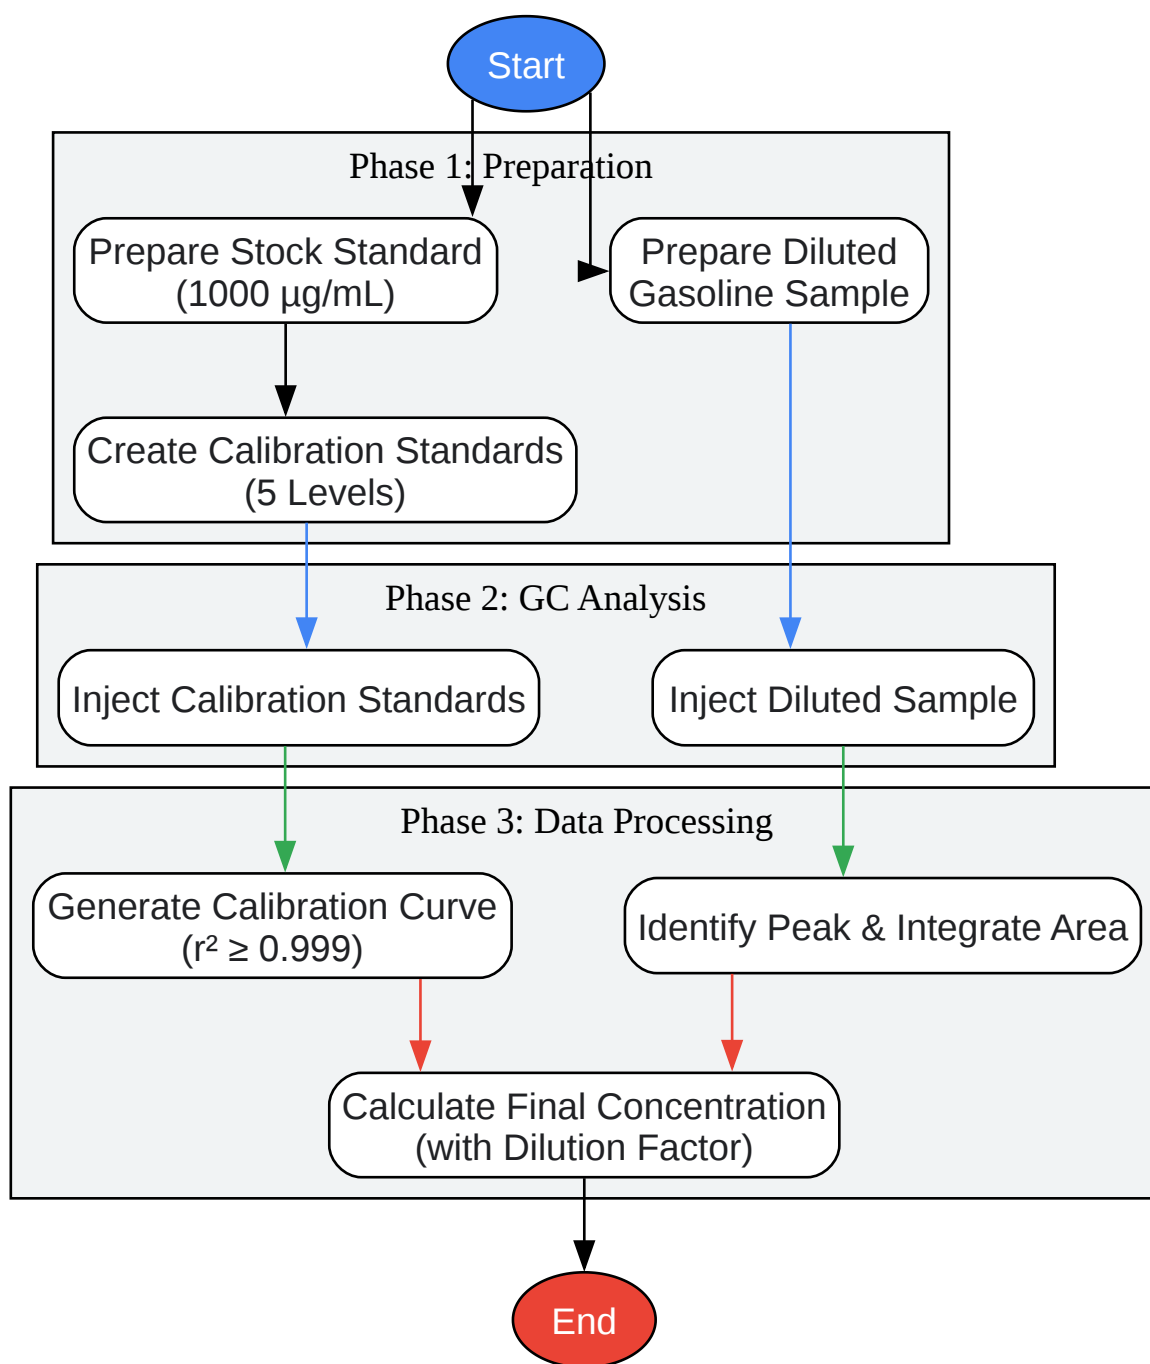 Start
Phase 1: Preparation
Prepare Stock Standard
(1000 µg/mL)
Prepare Diluted
Gasoline Sample
Create Calibration Standards
(5 Levels)
Phase 2: GC Analysis
Inject Calibration Standards
Inject Diluted Sample
Phase 3: Data Processing
Generate Calibration Curve
(r² ≥ 0.999)
Identify Peak & Integrate Area
Calculate Final Concentration
(with Dilution Factor)
End